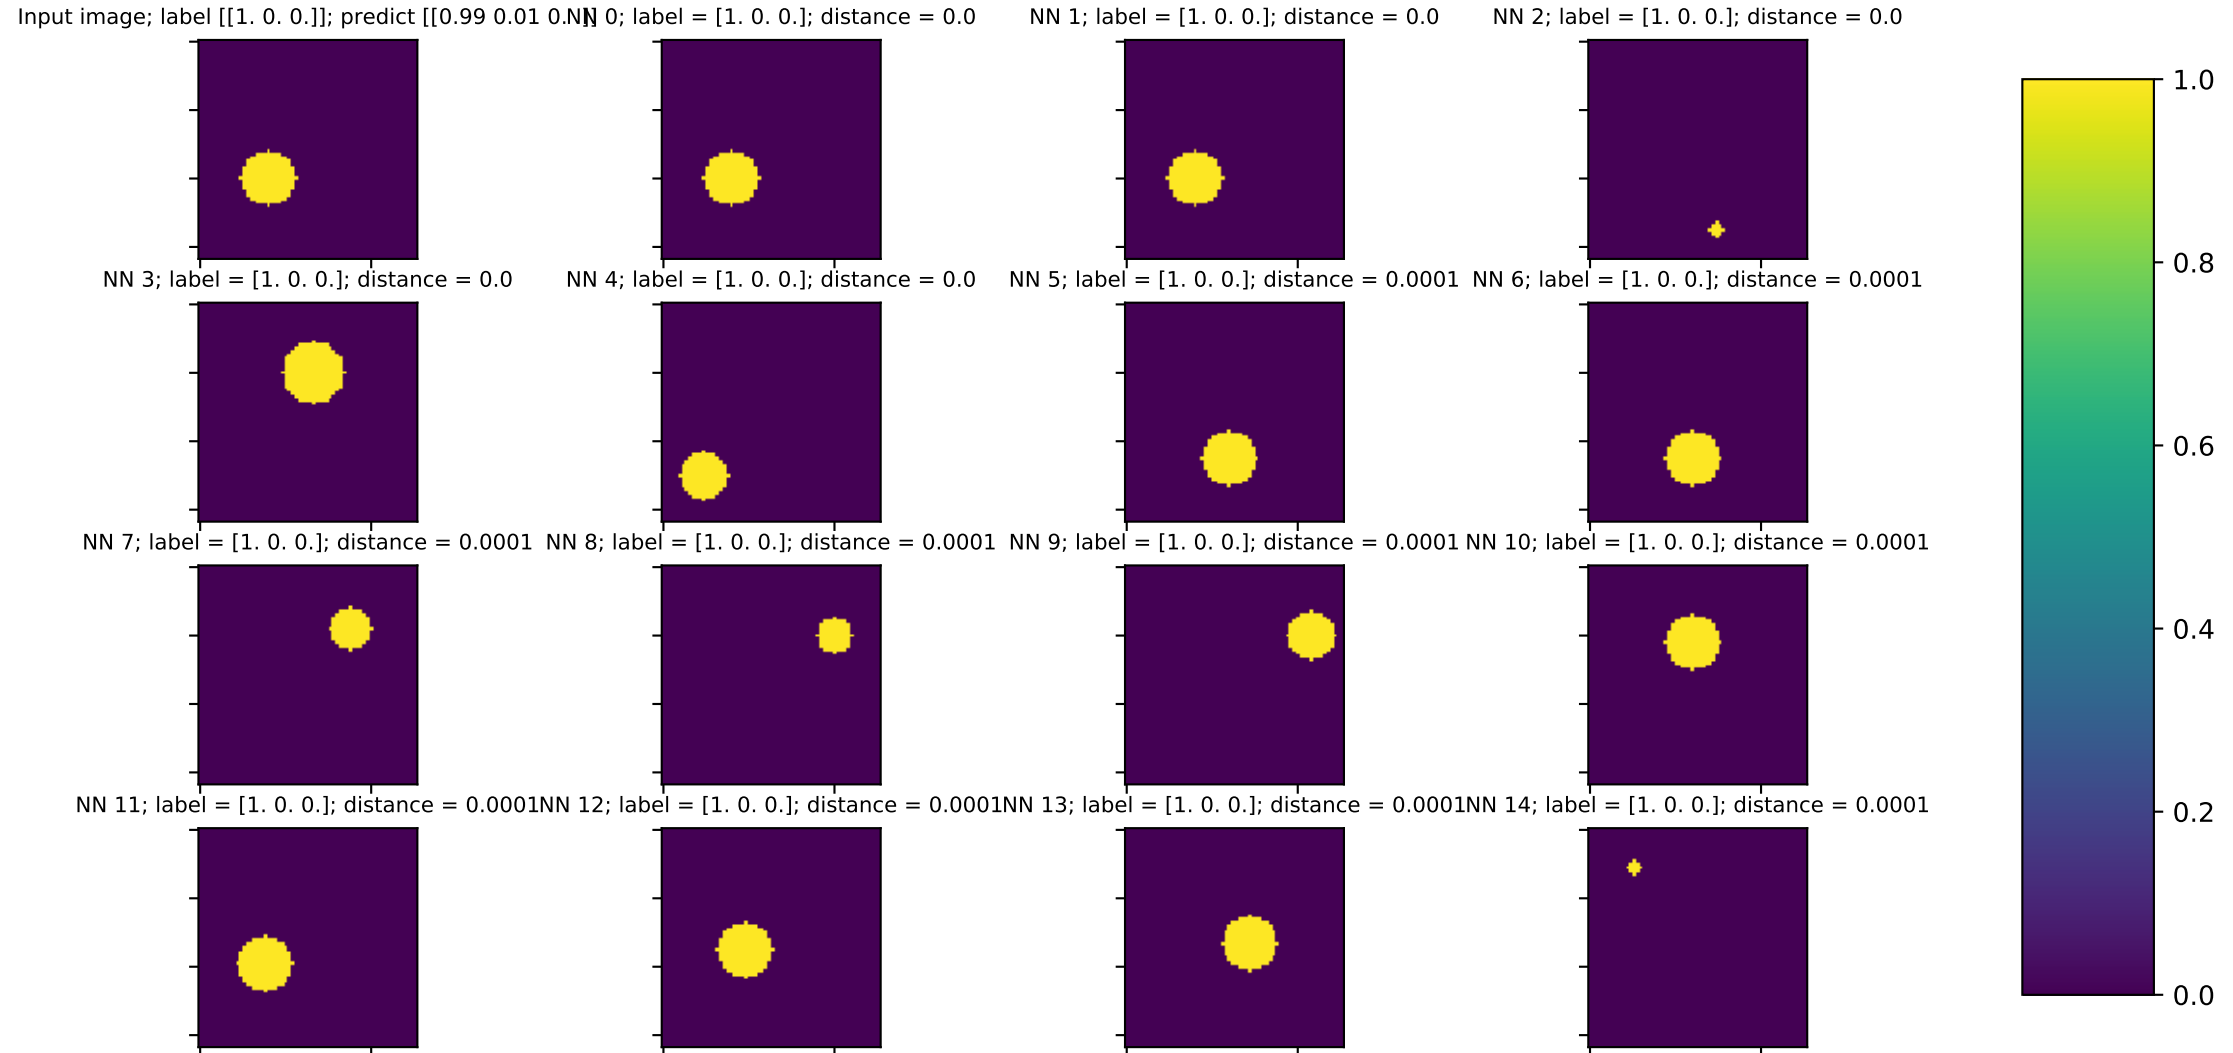 Input image; label [[1. 0. 0.]]; predict [[0.99 0.01 0. ]]
NN 0; label = [1. 0. 0.]; distance = 0.0
NN 1; label = [1. 0. 0.]; distance = 0.0
NN 2; label = [1. 0. 0.]; distance = 0.0
NN 3; label = [1. 0. 0.]; distance = 0.0
NN 4; label = [1. 0. 0.]; distance = 0.0
NN 5; label = [1. 0. 0.]; distance = 0.0001
NN 6; label = [1. 0. 0.]; distance = 0.0001
NN 7; label = [1. 0. 0.]; distance = 0.0001
NN 8; label = [1. 0. 0.]; distance = 0.0001
NN 9; label = [1. 0. 0.]; distance = 0.0001
NN 10; label = [1. 0. 0.]; distance = 0.0001
NN 11; label = [1. 0. 0.]; distance = 0.0001
NN 12; label = [1. 0. 0.]; distance = 0.0001
NN 13; label = [1. 0. 0.]; distance = 0.0001
NN 14; label = [1. 0. 0.]; distance = 0.0001
1.0
0.8
0.6
0.4
0.2
0.0